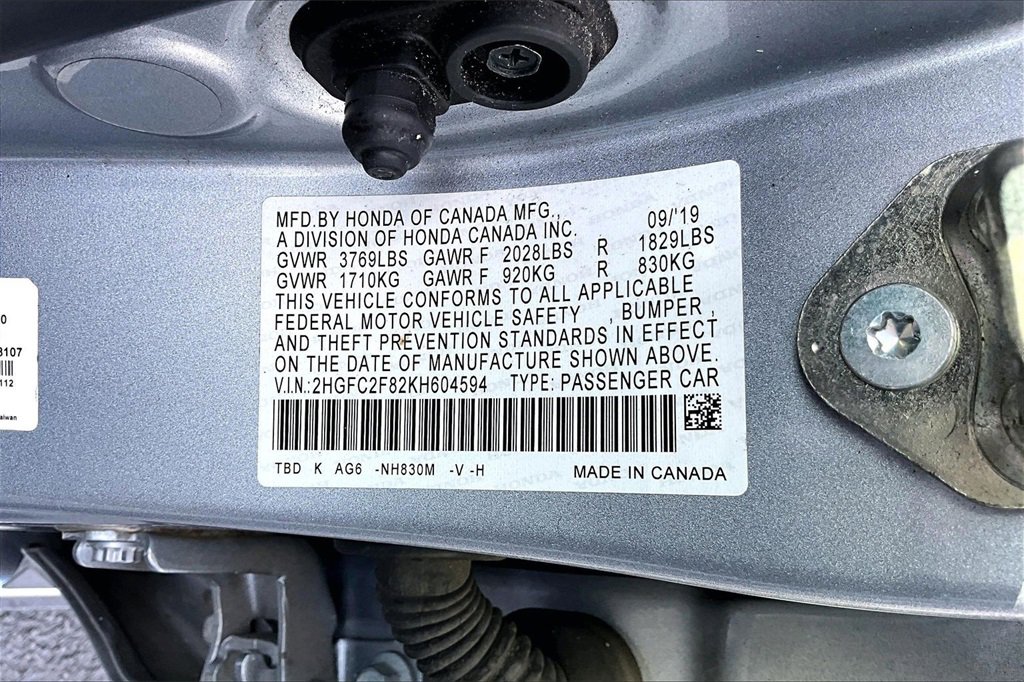 MFD.BY HONDA OF CANADA MFG., 09/'19
A DIVISION OF HONDA CANADA INC.
GVWR 3769LBS GAWR F 2028LBS R 1829LBS
GVWR 1710KG GAWR F 920KG R 830KG
THIS VEHICLE CONFORMS TO ALL APPLICABLE
FEDERAL MOTOR VEHICLE SAFETY , BUMPER ,
AND THEFT PREVENTION STANDARDS IN EFFECT
ON THE DATE OF MANUFACTURE SHOWN ABOVE.
V.I.N.:2HGFC2F82KH604594 TYPE: PASSENGER CAR
TBD K AG6 -NH830M -V -H MADE IN CANADA
0
8107
112